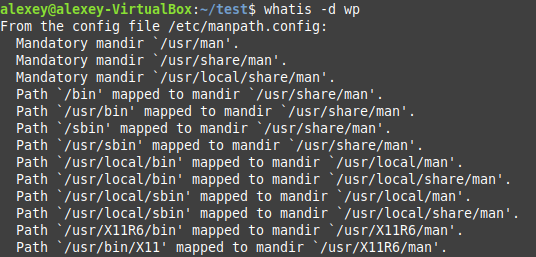 alexey@alexey-VirtualBox:~/test$ whatis -d wp
From the config file /etc/manpath.config:
  Mandatory mandir `/usr/man'.
  Mandatory mandir `/usr/share/man'.
  Mandatory mandir `/usr/local/share/man'.
  Path `/bin' mapped to mandir `/usr/share/man'.
  Path `/usr/bin' mapped to mandir `/usr/share/man'.
  Path `/sbin' mapped to mandir `/usr/share/man'.
  Path `/usr/sbin' mapped to mandir `/usr/share/man'.
  Path `/usr/local/bin' mapped to mandir `/usr/local/man'.
  Path `/usr/local/bin' mapped to mandir `/usr/local/share/man'.
  Path `/usr/local/sbin' mapped to mandir `/usr/local/man'.
  Path `/usr/local/sbin' mapped to mandir `/usr/local/share/man'.
  Path `/usr/X11R6/bin' mapped to mandir `/usr/X11R6/man'.
  Path `/usr/bin/X11' mapped to mandir `/usr/X11R6/man'.